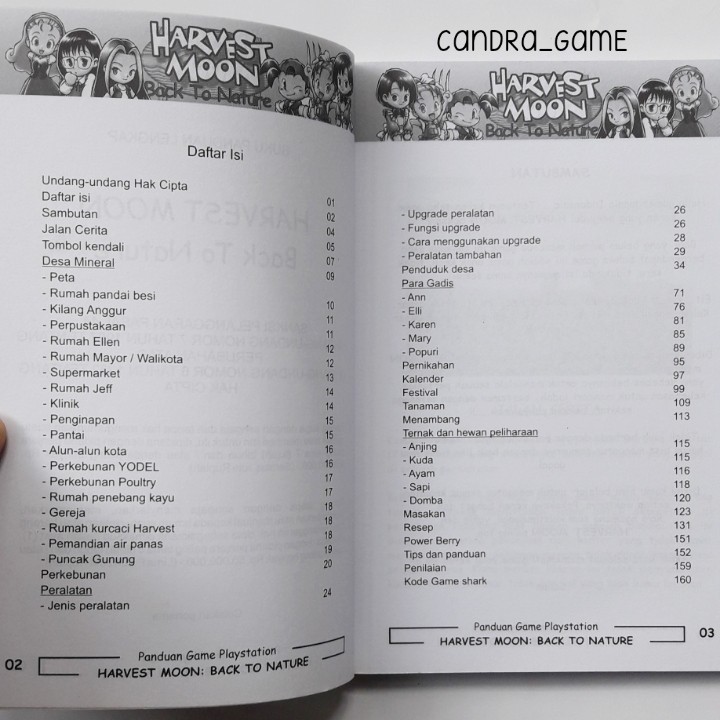 CANDRA_GAME
HARVEST
MOON
Back To Nature
Daftar Isi
Undang-undang Hak Cipta 01
Daftar isi 02
Sambutan 04
Jalan Cerita 05
Tombol kendali 07
Desa Mineral
- Peta 09
- Rumah pandai besi 10
- Kilang Anggur 11
- Perpustakaan 11
- Rumah Ellen 12
- Rumah Mayor / Walikota 12
- Supermarket 13
- Rumah Jeff 14
- Klinik 14
- Penginapan 15
- Pantai 15
- Alun-alun kota 16
- Perkebunan YODEL 16
- Perkebunan Poultry 17
- Rumah penebang kayu 17
- Gereja 18
- Rumah kurcaci Harvest 18
- Pemandian air panas 18
- Puncak Gunung 19
Perkebunan 20
Peralatan
- Jenis peralatan 24
Panduan Game Playstation
02 HARVEST MOON: BACK TO NATURE
HARVEST
MOON
Back To Nature
- Upgrade peralatan 26
- Fungsi upgrade 26
- Cara menggunakan upgrade 28
- Peralatan tambahan 29
Penduduk desa 34
Para Gadis
- Ann 71
- Elli 76
- Karen 81
- Mary 85
- Popuri 89
Pernikahan 95
Kalender 97
Festival 99
Tanaman 109
Menambang 113
Ternak dan hewan peliharaan
- Anjing 115
- Kuda 115
- Ayam 116
- Sapi 118
- Domba 120
Masakan 123
Resep 131
Power Berry 151
Tips dan panduan 152
Penilaian 159
Kode Game shark 160
Panduan Game Playstation
HARVEST MOON: BACK TO NATURE 03